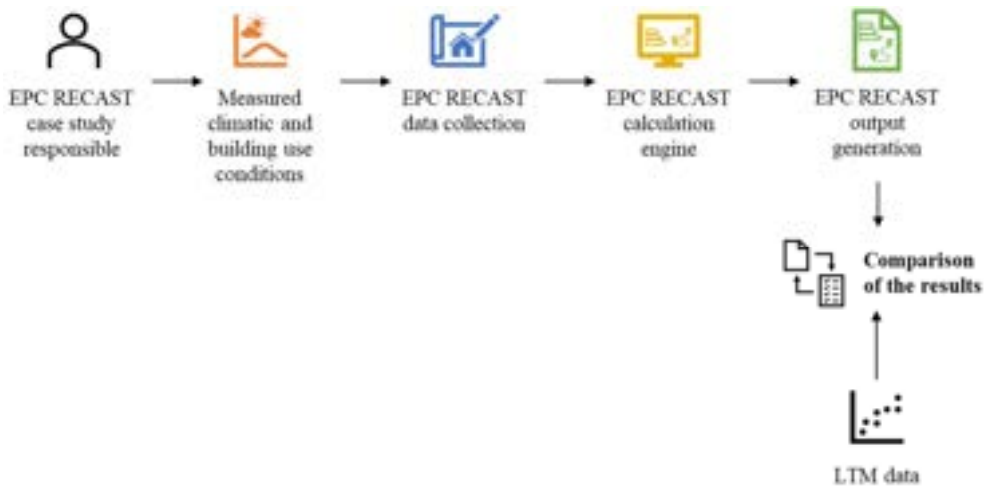 EPC RECAST
case study
responsible
Measured
climatic and
building use
conditions
EPC RECAST
data collection
EPC RECAST
calculation
engine
EPC RECAST
output
generation
Comparison
of the results
LTM data